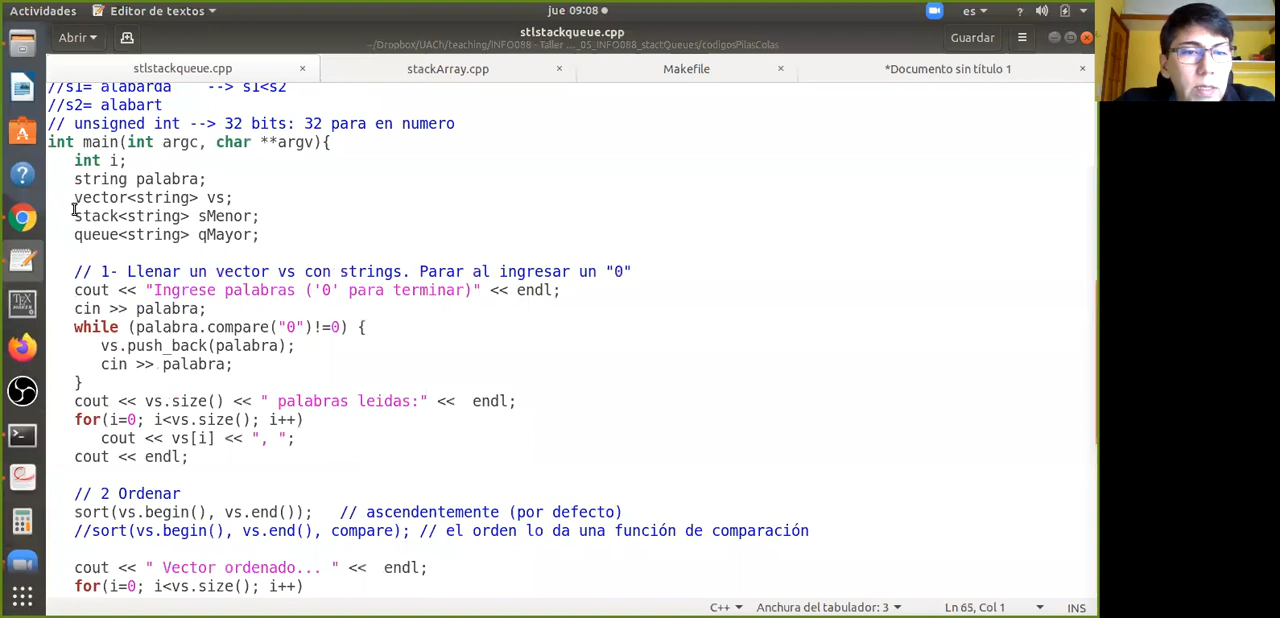 Actividades Editor de textos jue 09:08 es ?
Abrir stlstackqueue.cpp Guardar
~/Dropbox/UACh/teaching/INFO088 - Taller ..._05_INFO088_stactQueues/codigosPilasColas
stlstackqueue.cpp × stackArray.cpp × Makefile × *Documento sin título 1 ×
//s1= alabarda --> s1<s2
//s2= alabart
// unsigned int --> 32 bits: 32 para en numero
int main(int argc, char **argv){
int i;
string palabra;
vector<string> vs;
stack<string> sMenor;
queue<string> qMayor;
// 1- Llenar un vector vs con strings. Parar al ingresar un "0"
cout << "Ingrese palabras ('0' para terminar)" << endl;
cin >> palabra;
while (palabra.compare("0")!=0) {
vs.push_back(palabra);
cin >> palabra;
}
cout << vs.size() << " palabras leidas:" << endl;
for(i=0; i<vs.size(); i++)
cout << vs[i] << ", ";
cout << endl;
// 2 Ordenar
sort(vs.begin(), vs.end()); // ascendentemente (por defecto)
//sort(vs.begin(), vs.end(), compare); // el orden lo da una función de comparación
cout << " Vector ordenado... " << endl;
for(i=0; i<vs.size(); i++)
C++ Anchura del tabulador: 3 Ln 65, Col 1 INS